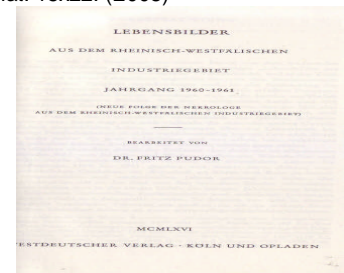 (2003)
LEBENSBILDER
AUS DEM RHEINISCH-WESTFÄLISCHEN
INDUSTRIEGEBIET
JAHRGANG 1960-1961
(NEUE FOLGE DER NEKROLOGE
AUS DEM RHEINISCH-WESTFÄLISCHEN INDUSTRIEGEBIET)
BEARBEITET VON
DR. FRITZ PUDOR
MCMLXVI
ESTDEUTSCHER VERLAG · KÖLN UND OPLADEN